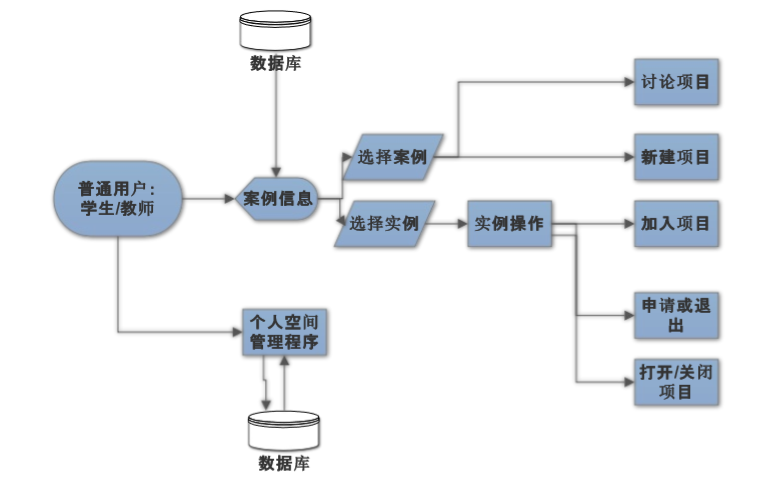 数据库
讨论项目
选择案例
新建项目
普通用户：
学生/教师
案例信息
选择实例
实例操作
加入项目
申请或退
出
个人空间
管理程序
打开/关闭
项目
数据库